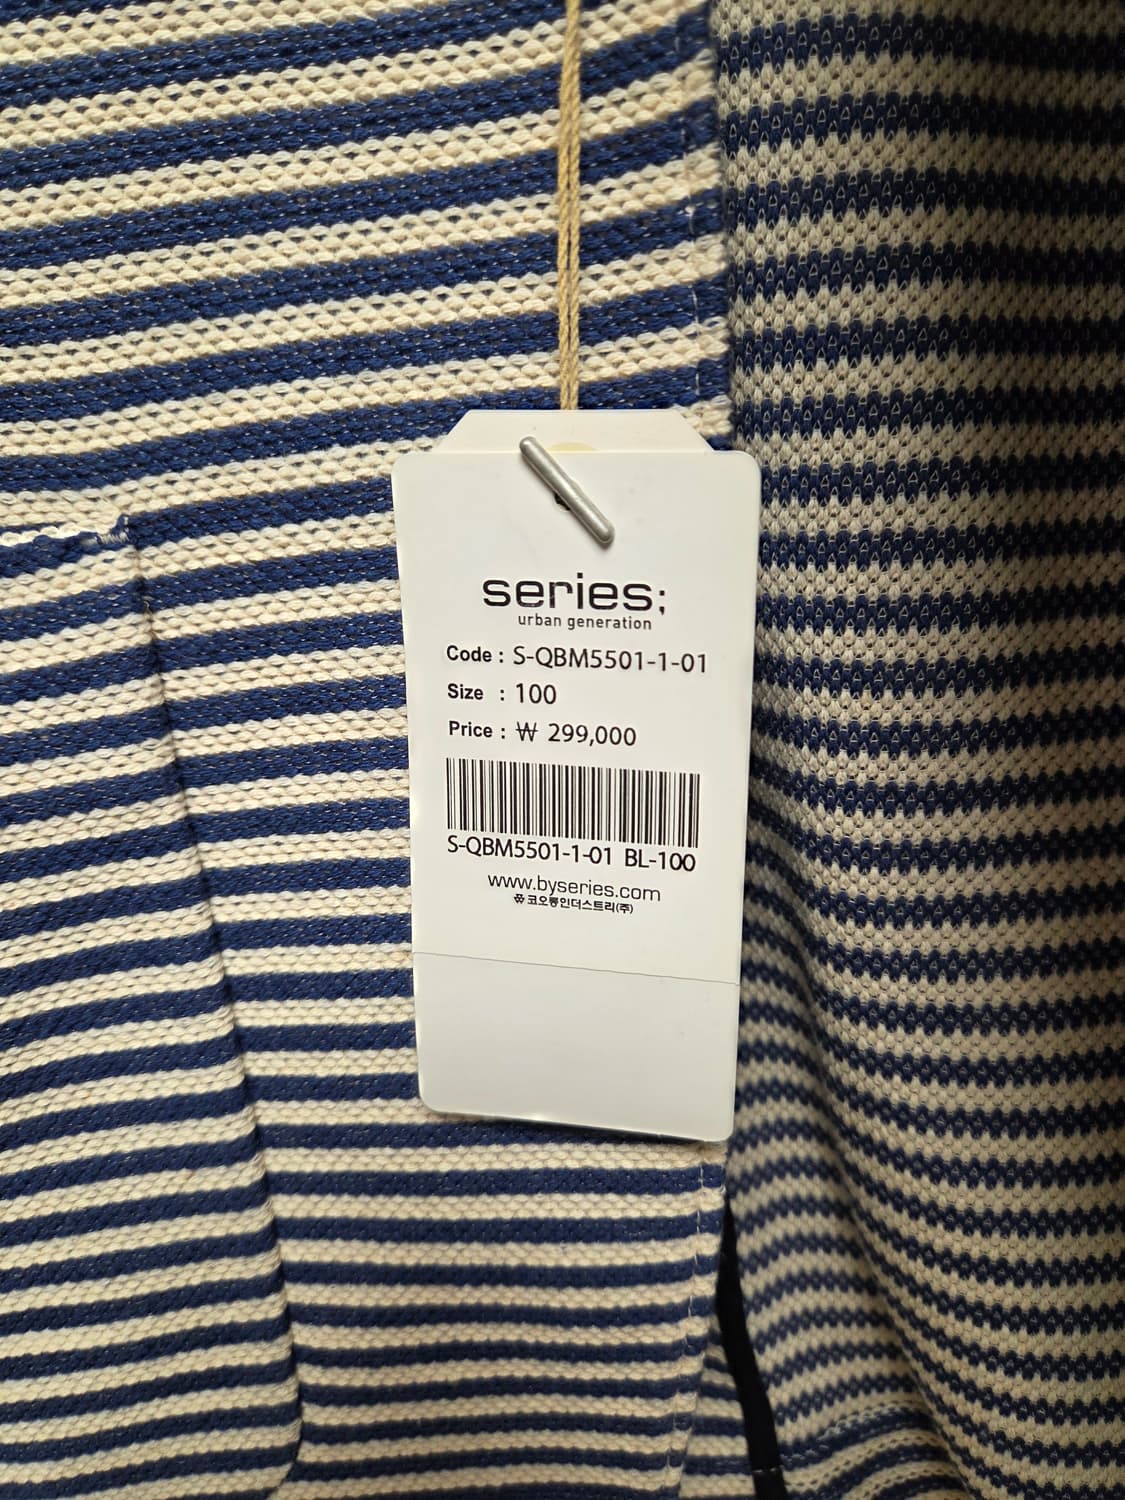 series;
urban generation
Code : S-QBM5501-1-01
Size : 100
Price : ₩ 299,000
S-QBM5501-1-01 BL-100
www.byseries.com
코오롱인더스트리(주)